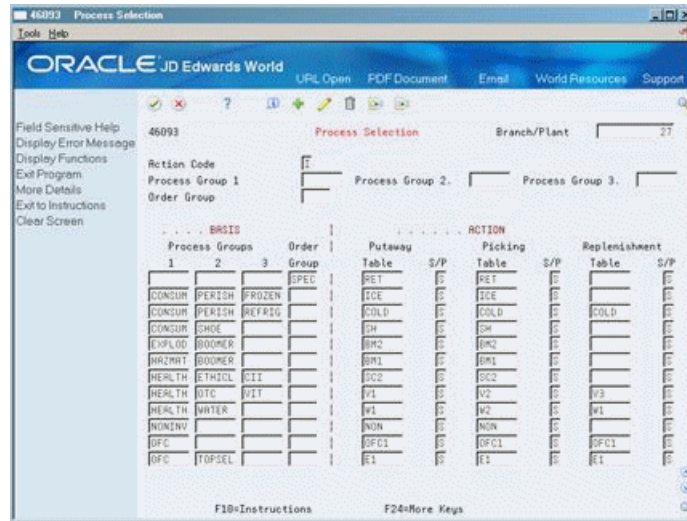 46093 Process Selection
Tools Help
ORACLE JD Edwards World
URL Open PDF Document Email World Resources Support
Field Sensitive Help
Display Error Message
Display Functions
Exit Program
More Details
Exit to Instructions
Clear Screen
46093 Process Selection Branch/Plant 27
Action Code I
Process Group 1 Process Group 2. Process Group 3.
Order Group
. . . . BASIS . . . . . . ACTION
Process Groups Order Putaway Picking Replenishment
1 2 3 Group Table S/P Table S/P Table S/P
SPEC RET S RET S S
CONSUM PERISH FROZEN ICE S ICE S S
CONSUM PERISH REFRIG COLD S COLD S COLD S
CONSUM SHOE SH S SH S S
EXPLOD BOOMER BM2 S BM2 S S
HAZMAT BOOMER BM1 S BM1 S S
HEALTH ETHICL CII SC2 S SC2 S S
HEALTH OTC VIT V1 S V2 S V3 S
HEALTH WATER W1 S W2 S W1 S
NONINV NON S NON S S
OFC OFC1 S OFC1 S OFC1 S
OFC TOPSEL E1 S E1 S E1 S
F10=Instructions F24=More Keys